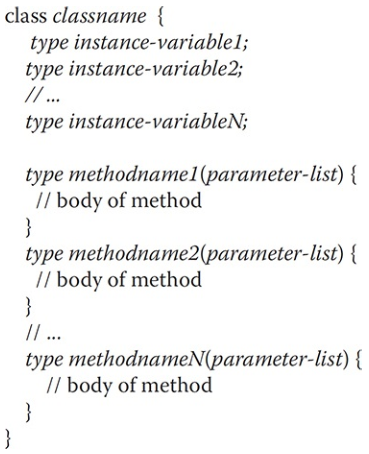 class classname {
type instance-variable1;
type instance-variable2;
// ...
type instance-variableN;
type methodname1(parameter-list) {
// body of method
}
type methodname2(parameter-list) {
// body of method
}
// ...
type methodnameN(parameter-list) {
// body of method
}
}